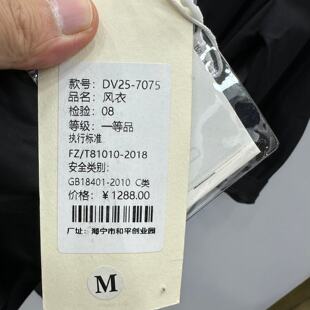 款号: DV25-7075
品名: 风衣
检验: 08
等级: 一等品
执行标准
FZ/T81010-2018
安全类别:
GB18401-2010 C类
价格: ￥1288.00
厂址: 海宁市和平创业园
M